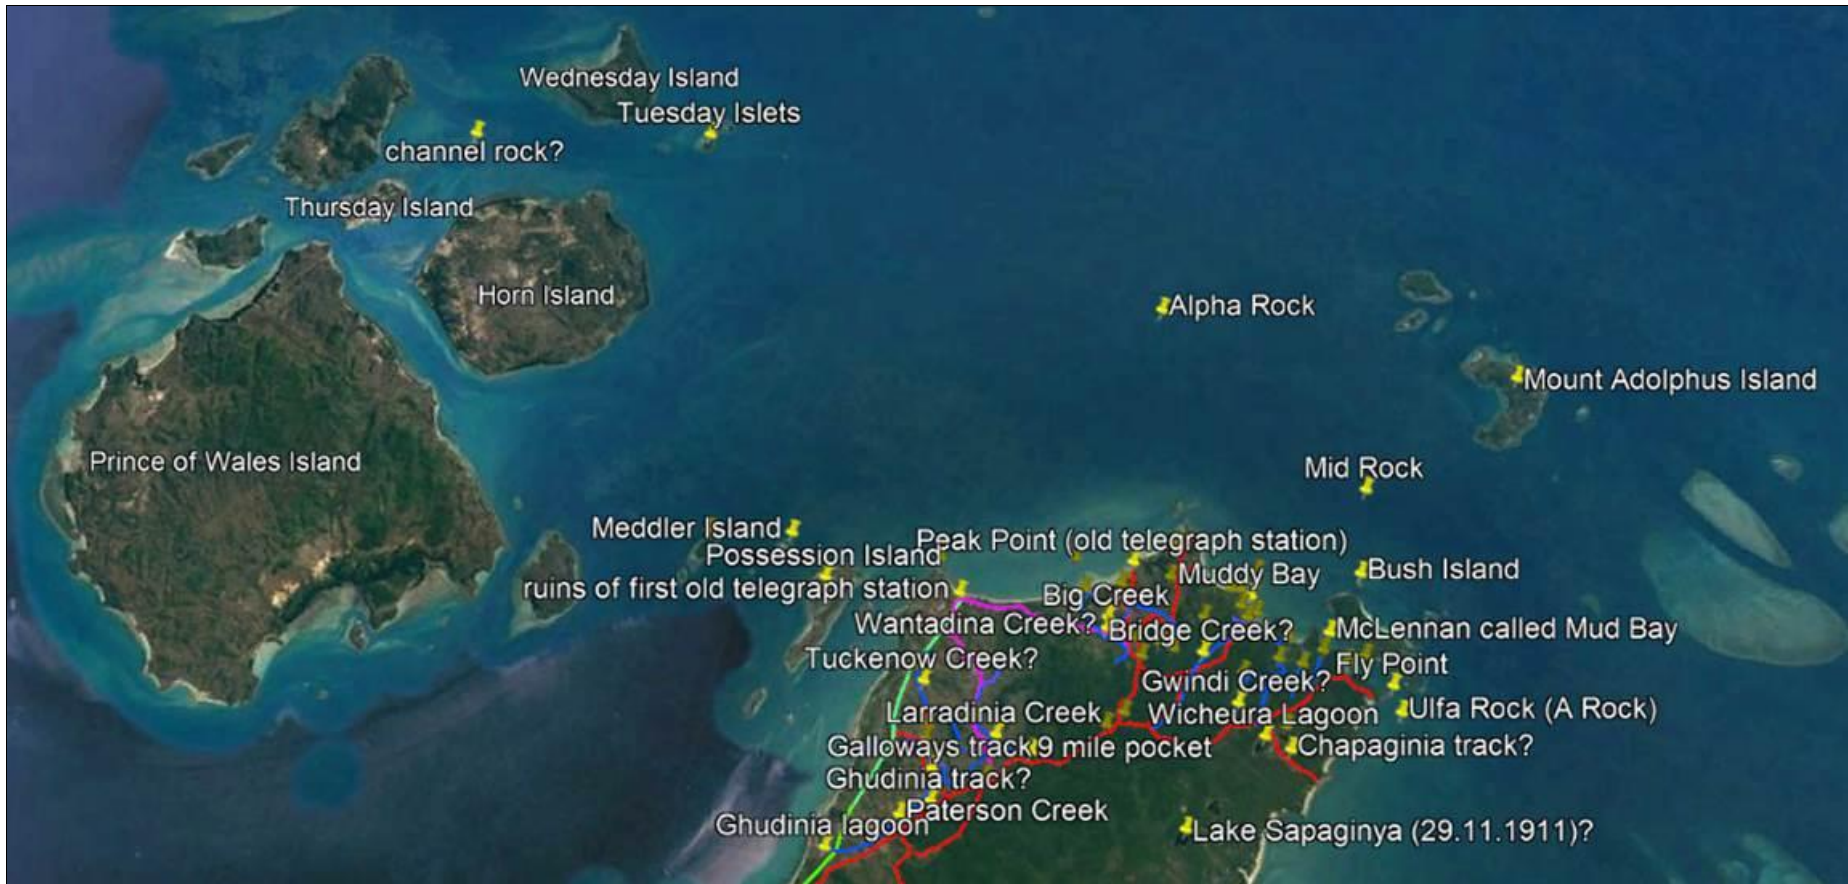 Wednesday Island
Tuesday Islets
channel rock?
Thursday Island
Horn Island
Alpha Rock
Mount Adolphus Island
Prince of Wales Island
Mid Rock
Meddler Island
Peak Point (old telegraph station)
Possession Island
Muddy Bay
Bush Island
ruins of first old telegraph station
Big Creek
Wantadina Creek?
Bridge Creek?
McLennan called Mud Bay
Tuckenow Creek?
Fly Point
Gwindi Creek?
Larradinia Creek
Wicheura Lagoon
Ulfa Rock (A Rock)
Galloways track
9 mile pocket
Chapaginia track?
Ghudinia track?
Paterson Creek
Ghudinia lagoon
Lake Sapaginya (29.11.1911)?